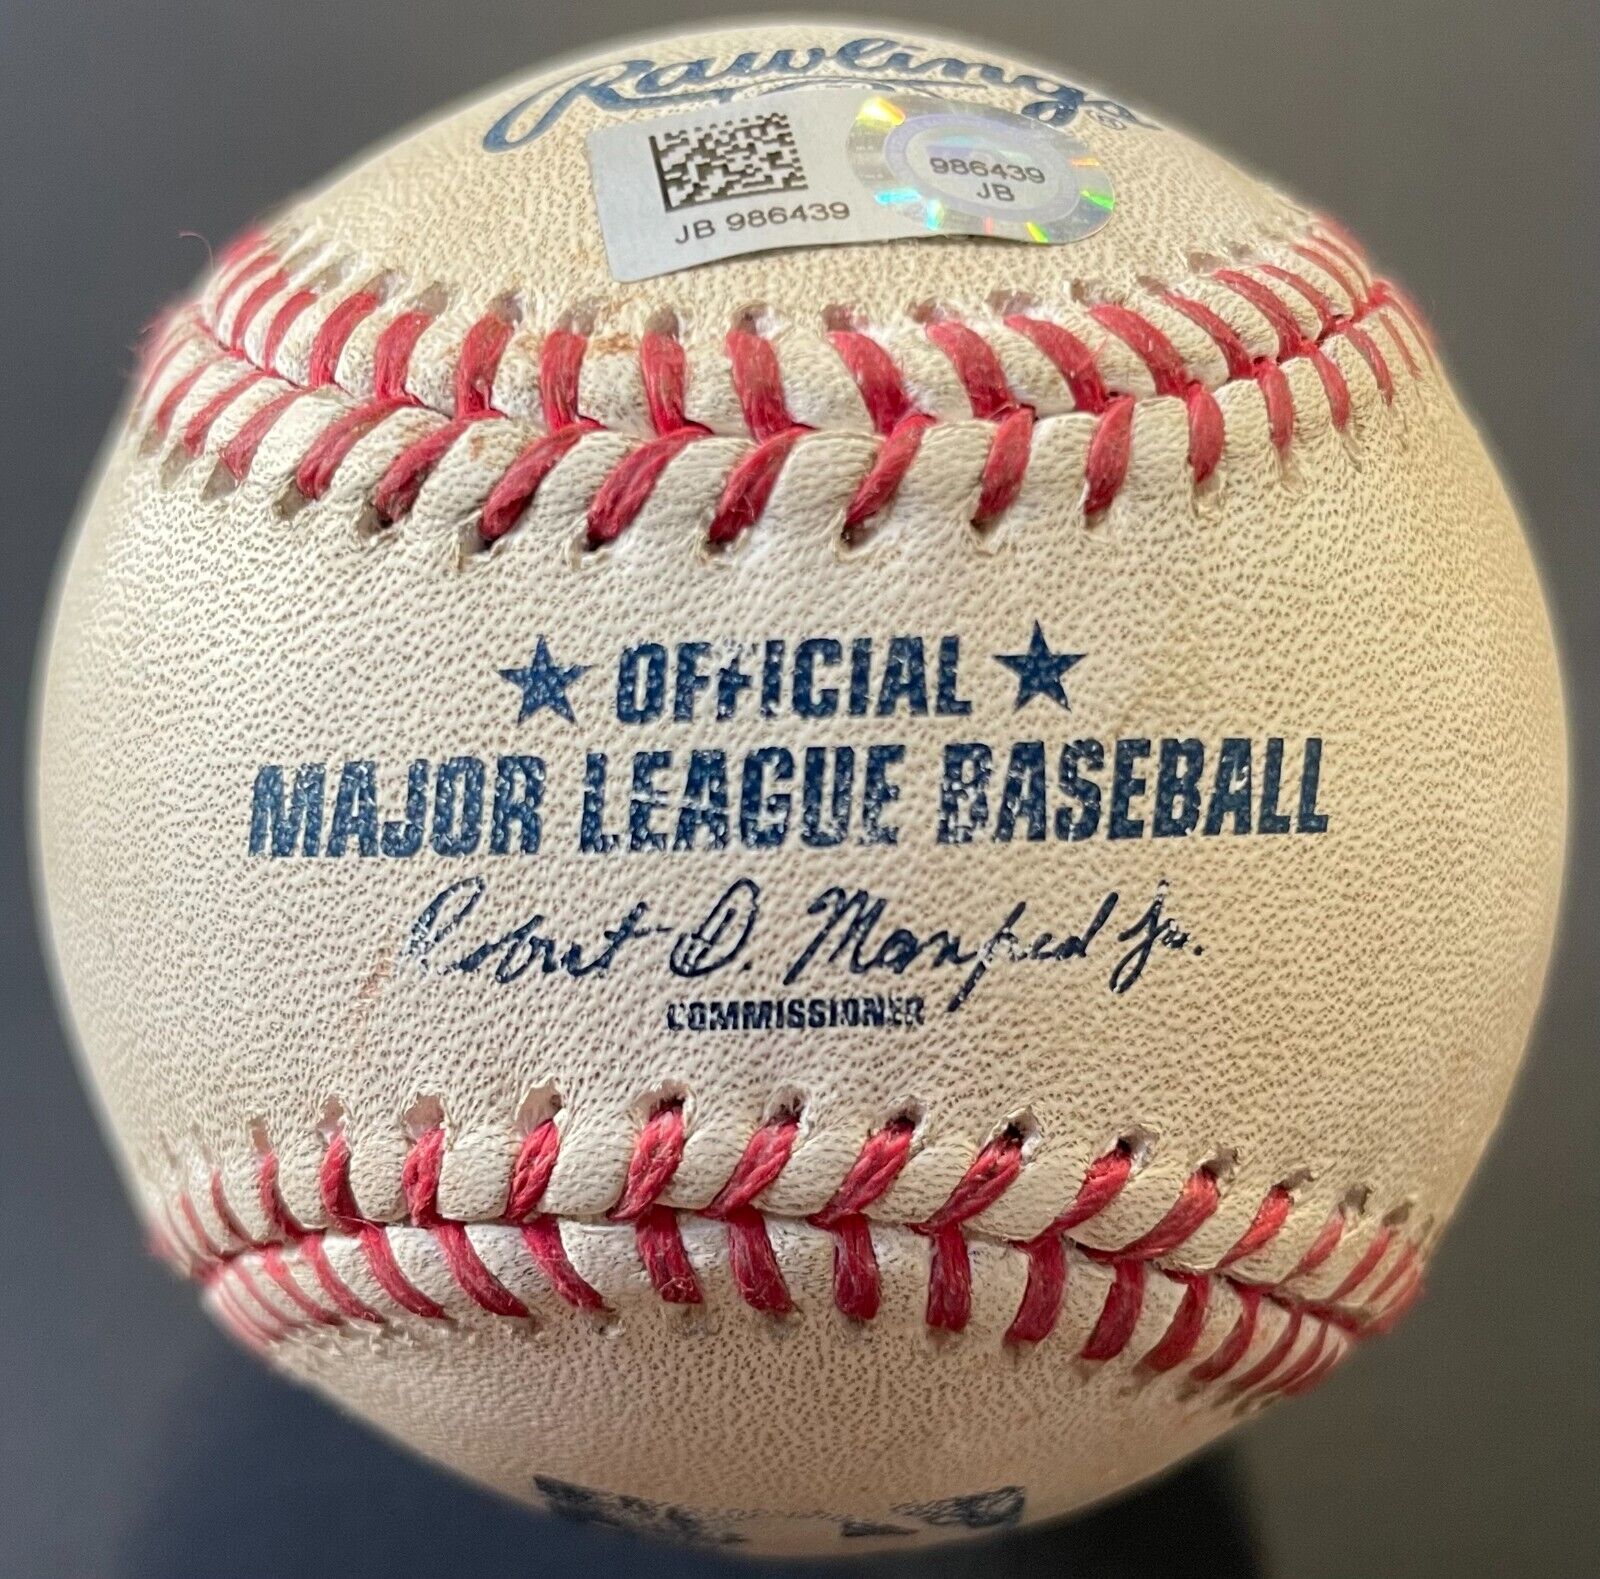 Rawlings®
986439
JB
JB 986439
★ OFFICIAL ★
MAJOR LEAGUE BASEBALL
Robert D. Manfred Jr.
COMMISSIONER